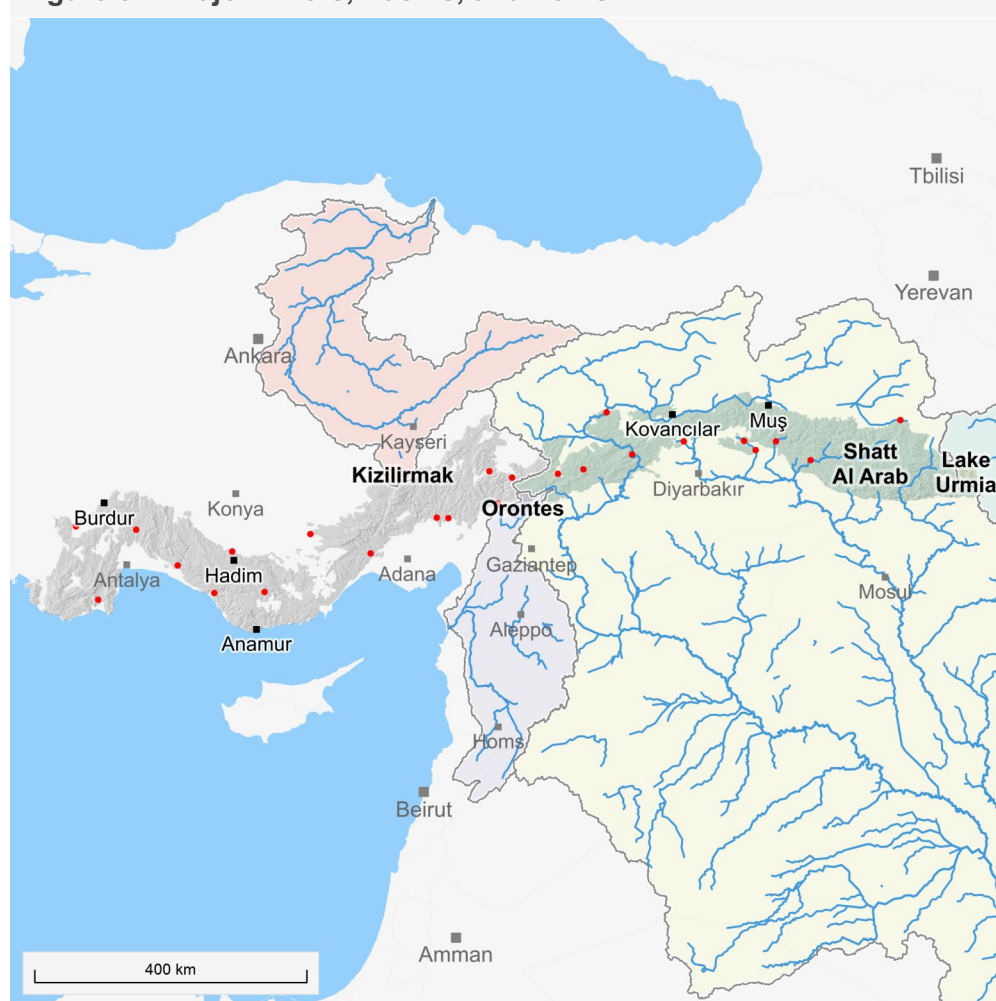 Tbilisi
Yerevan
Ankara
Kayseri
Kovancılar
Muş
Kizilirmak
Shatt
Al Arab
Lake
Urmia
Diyarbakır
Konya
Burdur
Orontes
Antalya
Hadim
Adana
Gaziantep
Mosul
Anamur
Aleppo
Homs
Beirut
Amman
400 km